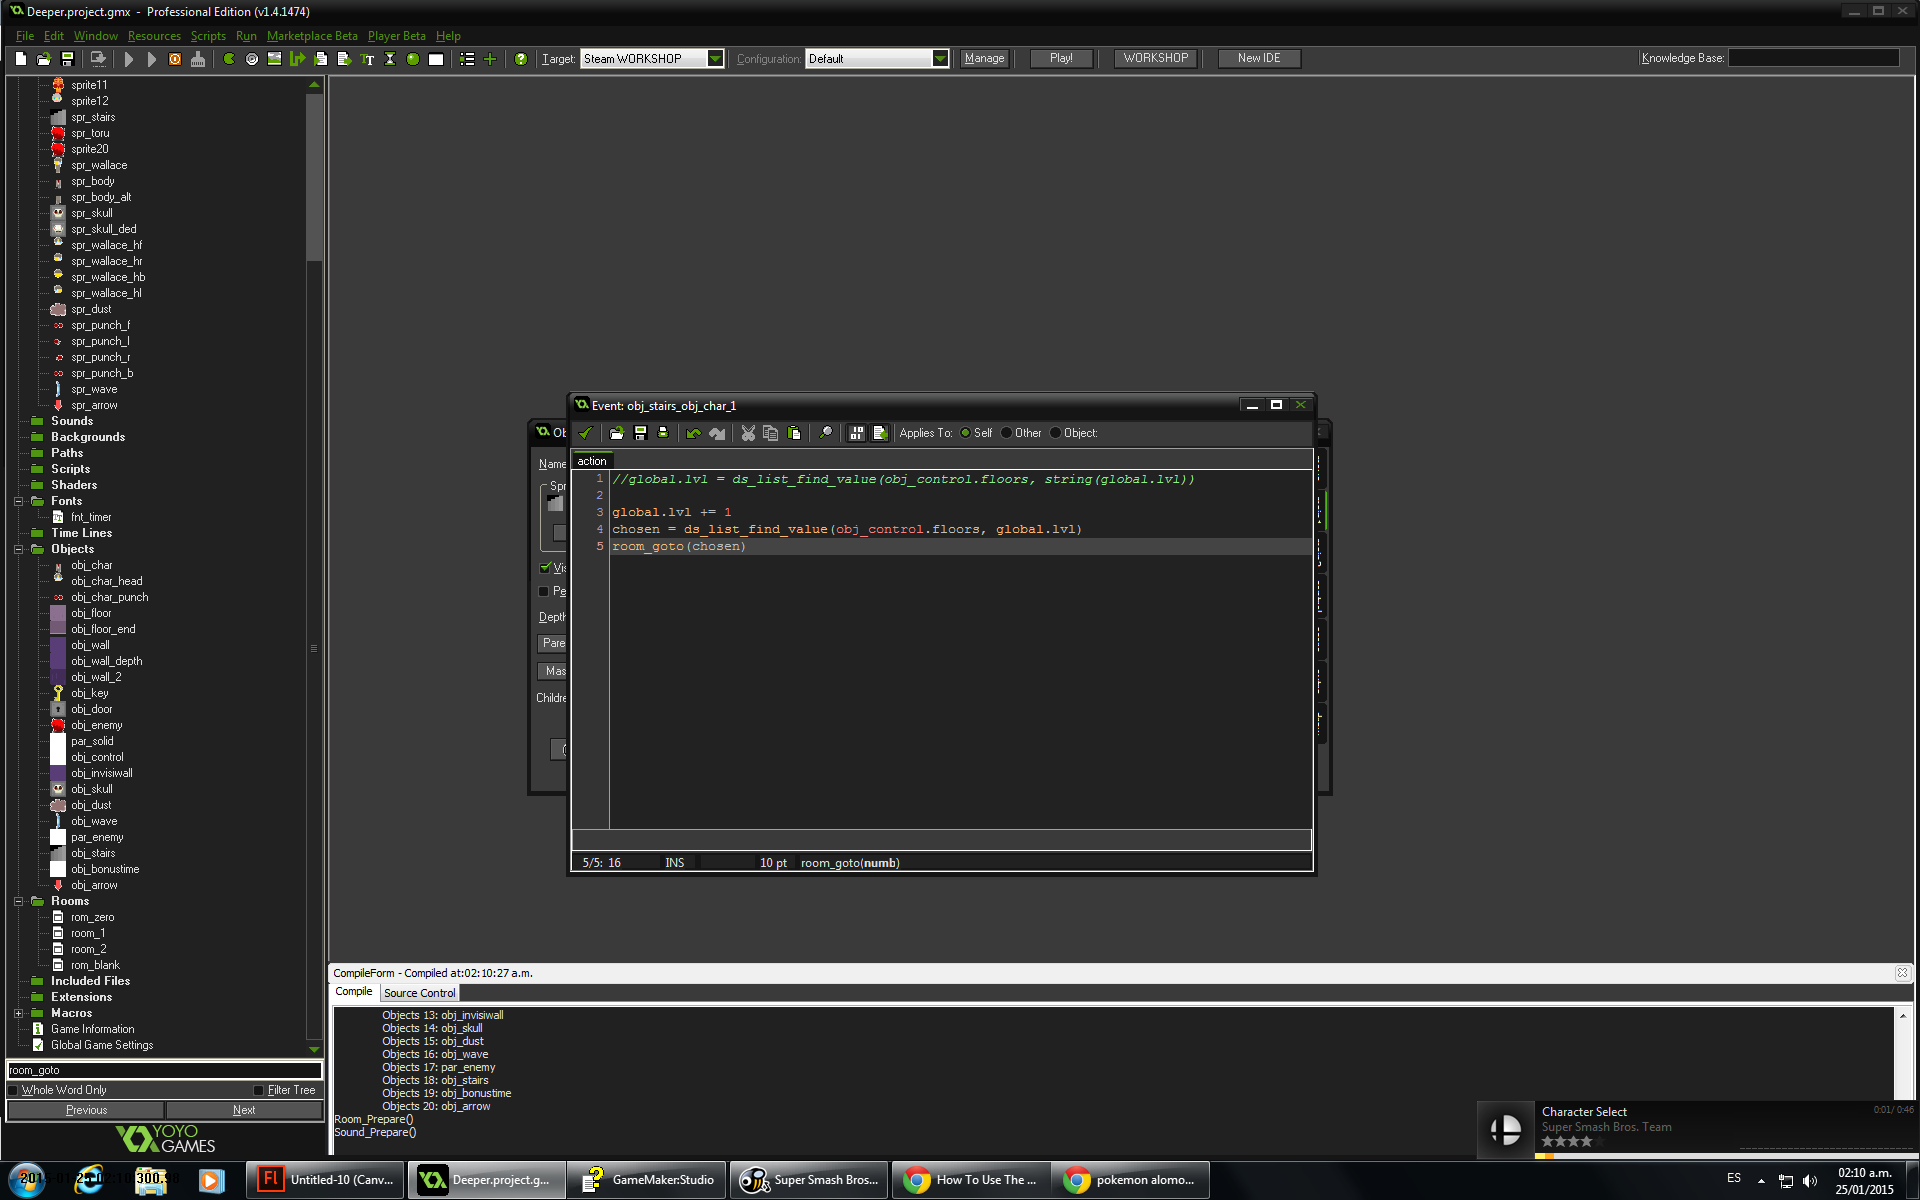 Deeper.project.gmx - Professional Edition (v1.4.1474)
File Edit Window Resources Scripts Run Marketplace Beta Player Beta Help
Target: Steam WORKSHOP Configuration: Default Manage Play! WORKSHOP New IDE Knowledge Base:
sprite11
sprite12
spr_stairs
spr_toru
sprite20
spr_wallace
spr_body
spr_body_alt
spr_skull
spr_skull_ded
spr_wallace_hf
spr_wallace_hr
spr_wallace_hb
spr_wallace_hl
spr_dust
spr_punch_f
spr_punch_l
spr_punch_r
spr_punch_b
spr_wave
spr_arrow
Sounds
Backgrounds
Paths
Scripts
Shaders
Fonts
fnt_timer
Time Lines
Objects
obj_char
obj_char_head
obj_char_punch
obj_floor
obj_floor_end
obj_wall
obj_wall_depth
obj_wall_2
obj_key
obj_door
obj_enemy
par_solid
obj_control
obj_invisiwall
obj_skull
obj_dust
obj_wave
par_enemy
obj_stairs
obj_bonustime
obj_arrow
Rooms
rom_zero
room_1
room_2
rom_blank
Included Files
Extensions
Macros
Game Information
Global Game Settings
room_goto
Whole Word Only Filter Tree
Previous Next
YOYO
GAMES
Ob
Name
Spr
Vis
Pe
Depth
Pare
Mas
Childre
Event: obj_stairs_obj_char_1
Applies To: Self Other Object:
action
1 //global.lvl = ds_list_find_value(obj_control.floors, string(global.lvl))
2
3 global.lvl += 1
4 chosen = ds_list_find_value(obj_control.floors, global.lvl)
5 room_goto(chosen)
5/5: 16 INS 10 pt room_goto(numb)
CompileForm - Compiled at:02:10:27 a.m.
Compile Source Control
Objects 13: obj_invisiwall
Objects 14: obj_skull
Objects 15: obj_dust
Objects 16: obj_wave
Objects 17: par_enemy
Objects 18: obj_stairs
Objects 19: obj_bonustime
Objects 20: obj_arrow
Room_Prepare()
Sound_Prepare()
Character Select 0:01/ 0:46
Super Smash Bros. Team
Fl Untitled-10 (Canv... Deeper.project.g... GameMaker:Studio Super Smash Bros... How To Use The ... pokemon alomo... ES 02:10 a.m.
25/01/2015